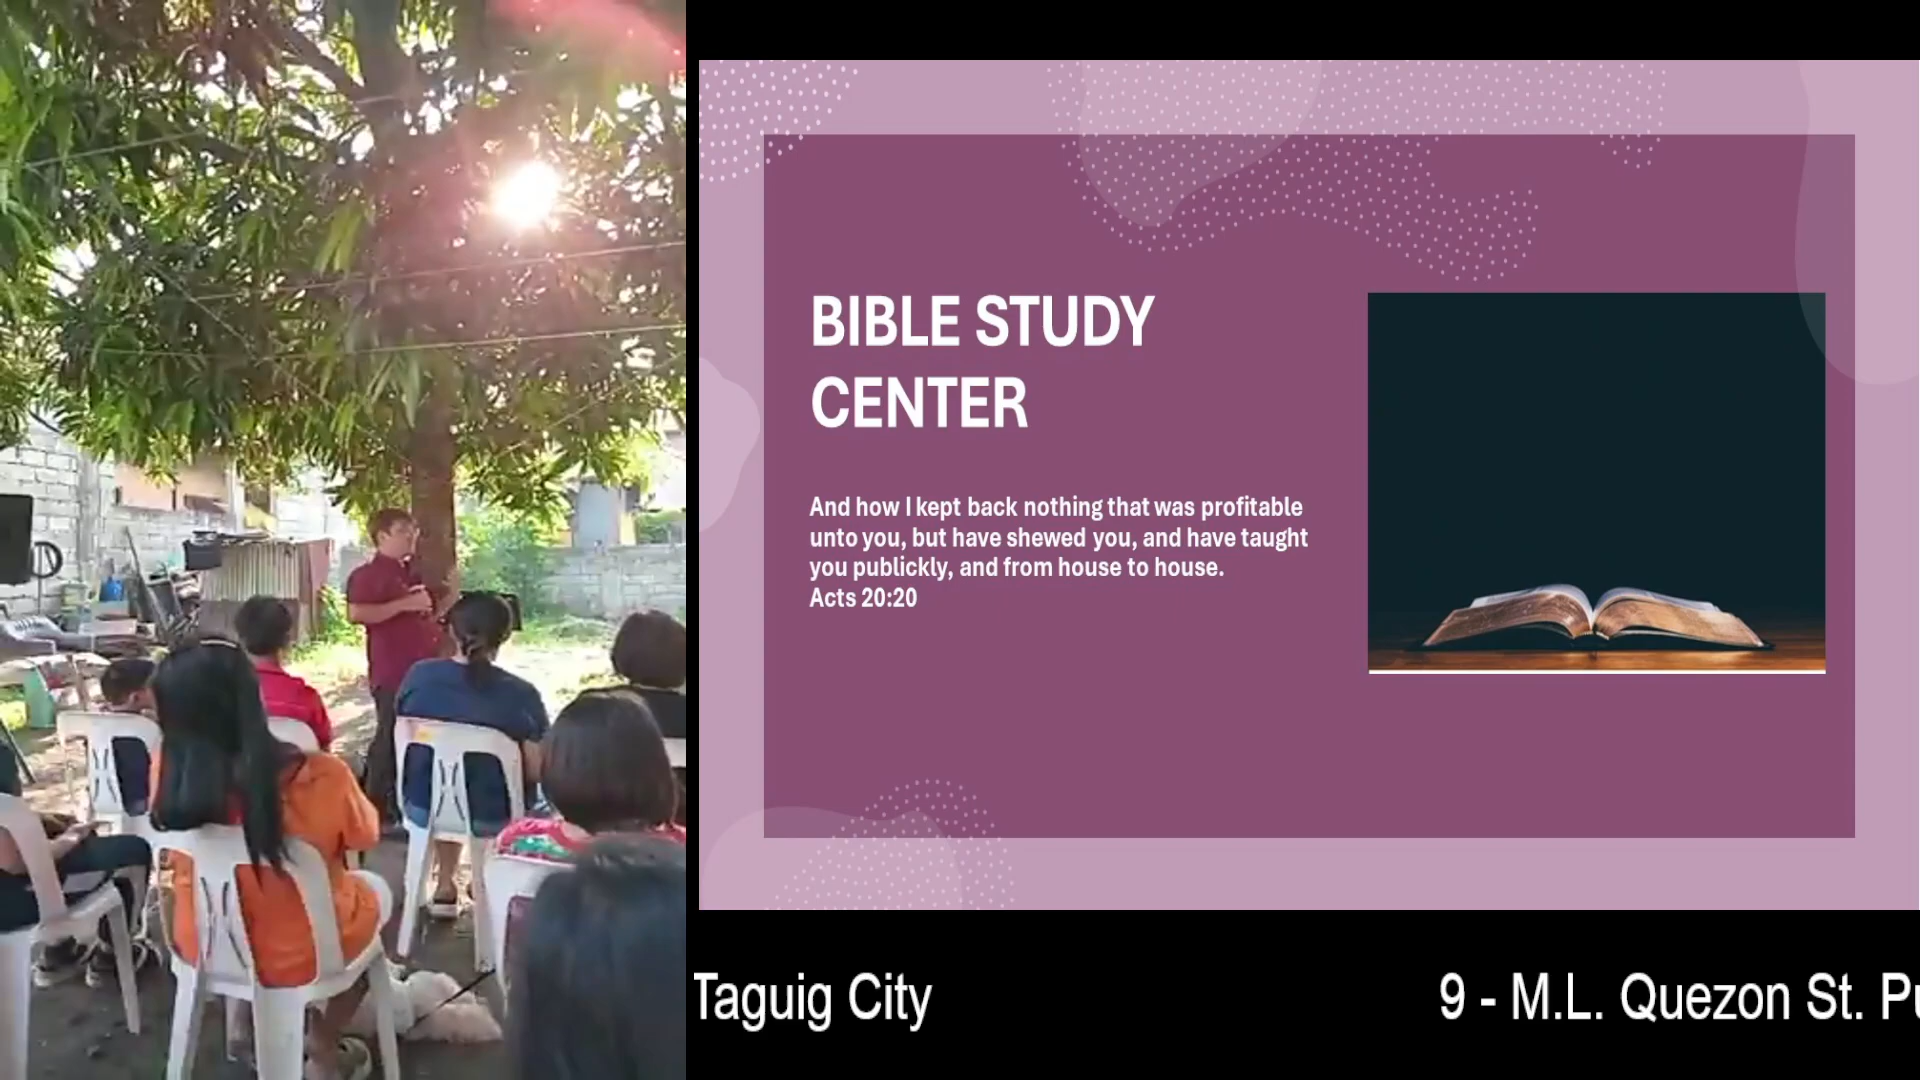 BIBLE STUDY
CENTER
And how I kept back nothing that was profitable
unto you, but have shewed you, and have taught
you publickly, and from house to house.
Acts 20:20
Taguig City
9 - M.L. Quezon St.